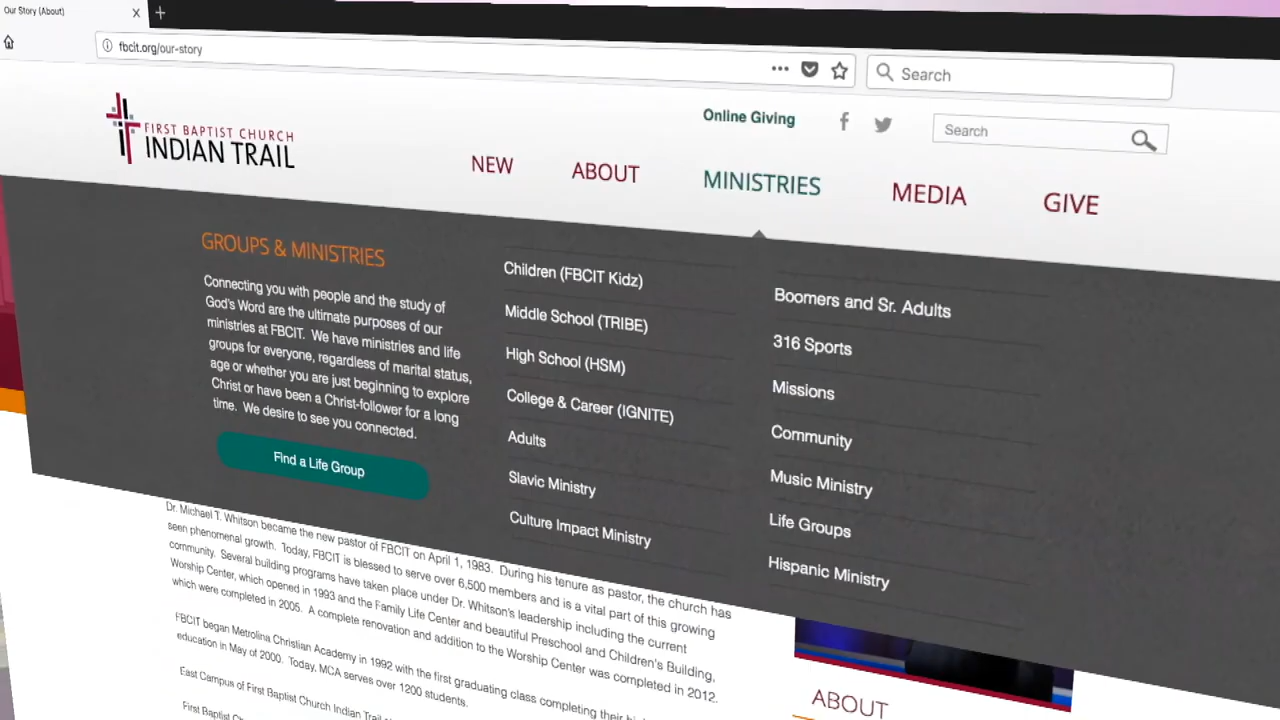 Our Story (About)
fbcit.org/our-story
Search
Online Giving
Search
FIRST BAPTIST CHURCH
INDIAN TRAIL
NEW
ABOUT
MINISTRIES
MEDIA
GIVE
GROUPS & MINISTRIES
Connecting you with people and the study of
God's Word are the ultimate purposes of our
ministries at FBCIT. We have ministries and life
groups for everyone, regardless of marital status,
age or whether you are just beginning to explore
Christ or have been a Christ-follower for a long
time. We desire to see you connected.
Find a Life Group
Children (FBCIT Kidz)
Middle School (TRIBE)
High School (HSM)
College & Career (IGNITE)
Adults
Slavic Ministry
Culture Impact Ministry
Boomers and Sr. Adults
316 Sports
Missions
Community
Music Ministry
Life Groups
Hispanic Ministry
Dr. Michael T. Whitson became the new pastor of FBCIT on April 1, 1983. During his tenure as pastor, the church has
seen phenomenal growth. Today, FBCIT is blessed to serve over 6,500 members and is a vital part of this growing
community. Several building programs have taken place under Dr. Whitson's leadership including the current
Worship Center, which opened in 1993 and the Family Life Center and beautiful Preschool and Children's Building,
which were completed in 2005. A complete renovation and addition to the Worship Center was completed in 2012.
FBCIT began Metrolina Christian Academy in 1992 with the first graduating class completing their
education in May of 2000. Today, MCA serves over 1200 students.
East Campus of First Baptist Church Indian Trail
First Baptist
ABOUT